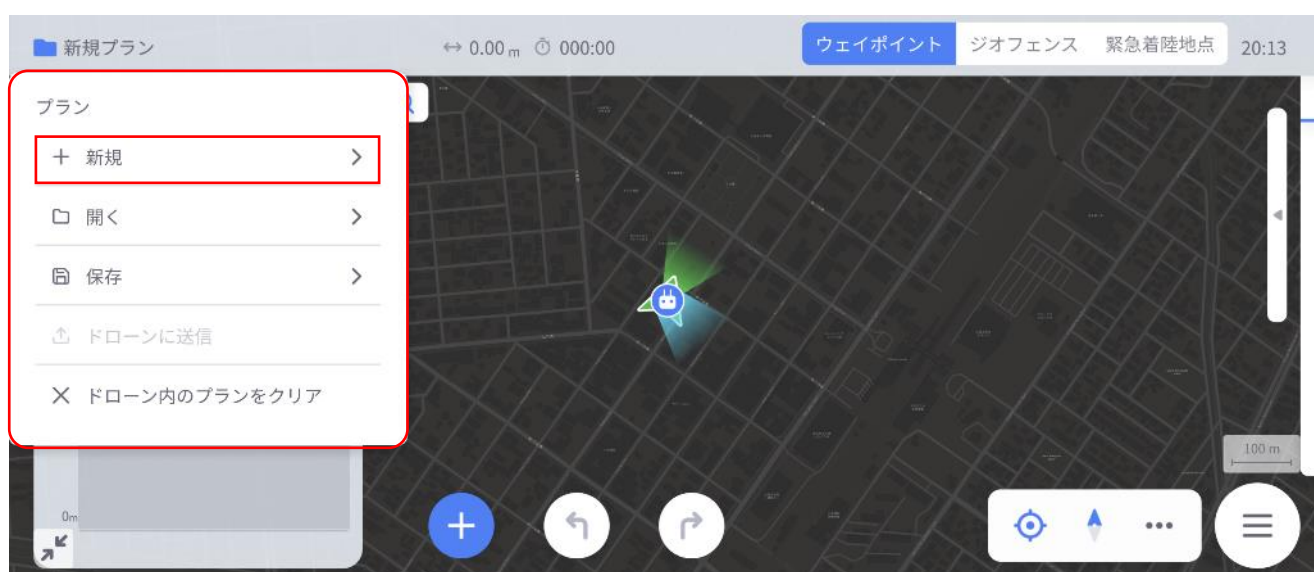 新規プラン
0.00 m 000:00
ウェイポイント ジオフェンス 緊急着陸地点 20:13
プラン
新規
開く
保存
ドローンに送信
ドローン内のプランをクリア
100 m
0m